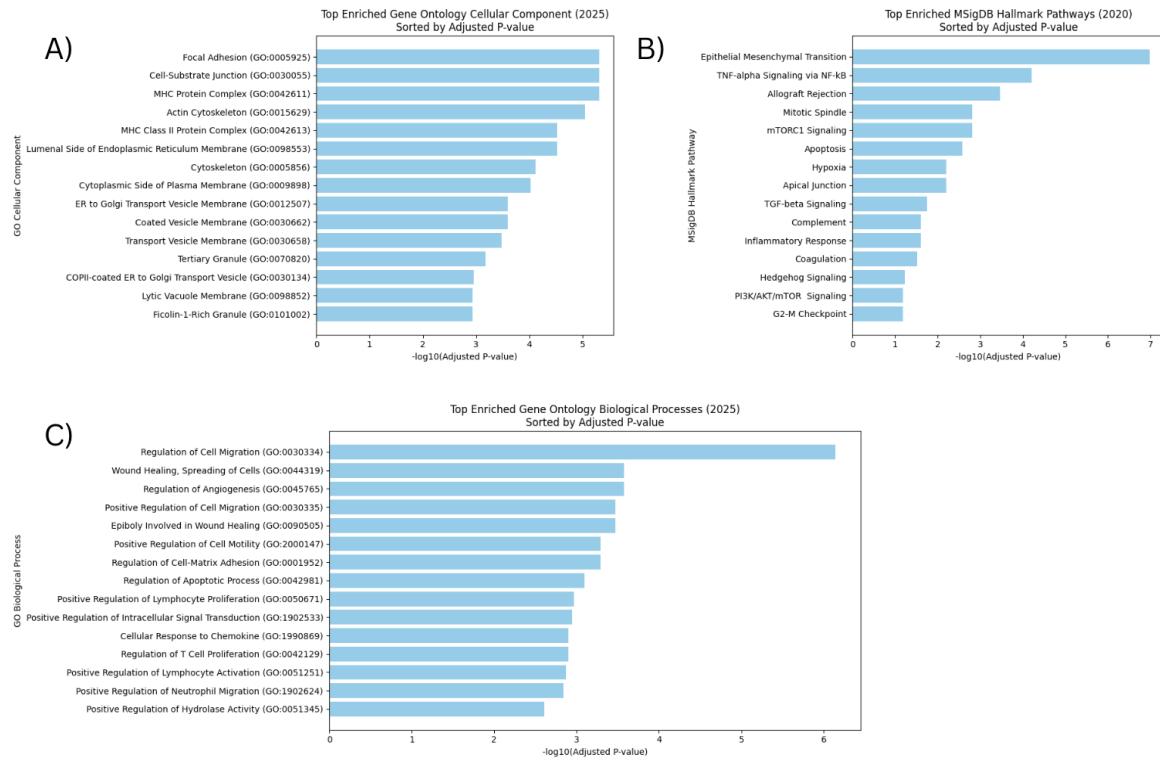 A)
Top Enriched Gene Ontology Cellular Component (2025)
Sorted by Adjusted P-value
GO Cellular Component
Focal Adhesion (GO:0005925)
Cell-Substrate Junction (GO:0030055)
MHC Protein Complex (GO:0042611)
Actin Cytoskeleton (GO:0015629)
MHC Class II Protein Complex (GO:0042613)
Lumenal Side of Endoplasmic Reticulum Membrane (GO:0098553)
Cytoskeleton (GO:0005856)
Cytoplasmic Side of Plasma Membrane (GO:0009898)
ER to Golgi Transport Vesicle Membrane (GO:0012507)
Coated Vesicle Membrane (GO:0030662)
Transport Vesicle Membrane (GO:0030658)
Tertiary Granule (GO:0070820)
COPII-coated ER to Golgi Transport Vesicle (GO:0030134)
Lytic Vacuole Membrane (GO:0098852)
Ficolin-1-Rich Granule (GO:0101002)
0 1 2 3 4 5
-log10(Adjusted P-value)
B)
Top Enriched MSigDB Hallmark Pathways (2020)
Sorted by Adjusted P-value
MSigDB Hallmark Pathway
Epithelial Mesenchymal Transition
TNF-alpha Signaling via NF-kB
Allograft Rejection
Mitotic Spindle
mTORC1 Signaling
Apoptosis
Hypoxia
Apical Junction
TGF-beta Signaling
Complement
Inflammatory Response
Coagulation
Hedgehog Signaling
PI3K/AKT/mTOR  Signaling
G2-M Checkpoint
0 1 2 3 4 5 6 7
-log10(Adjusted P-value)
C)
Top Enriched Gene Ontology Biological Processes (2025)
Sorted by Adjusted P-value
GO Biological Process
Regulation of Cell Migration (GO:0030334)
Wound Healing, Spreading of Cells (GO:0044319)
Regulation of Angiogenesis (GO:0045765)
Positive Regulation of Cell Migration (GO:0030335)
Epiboly Involved in Wound Healing (GO:0090505)
Positive Regulation of Cell Motility (GO:2000147)
Regulation of Cell-Matrix Adhesion (GO:0001952)
Regulation of Apoptotic Process (GO:0042981)
Positive Regulation of Lymphocyte Proliferation (GO:0050671)
Positive Regulation of Intracellular Signal Transduction (GO:1902533)
Cellular Response to Chemokine (GO:1990869)
Regulation of T Cell Proliferation (GO:0042129)
Positive Regulation of Lymphocyte Activation (GO:0051251)
Positive Regulation of Neutrophil Migration (GO:1902624)
Positive Regulation of Hydrolase Activity (GO:0051345)
0 1 2 3 4 5 6
-log10(Adjusted P-value)